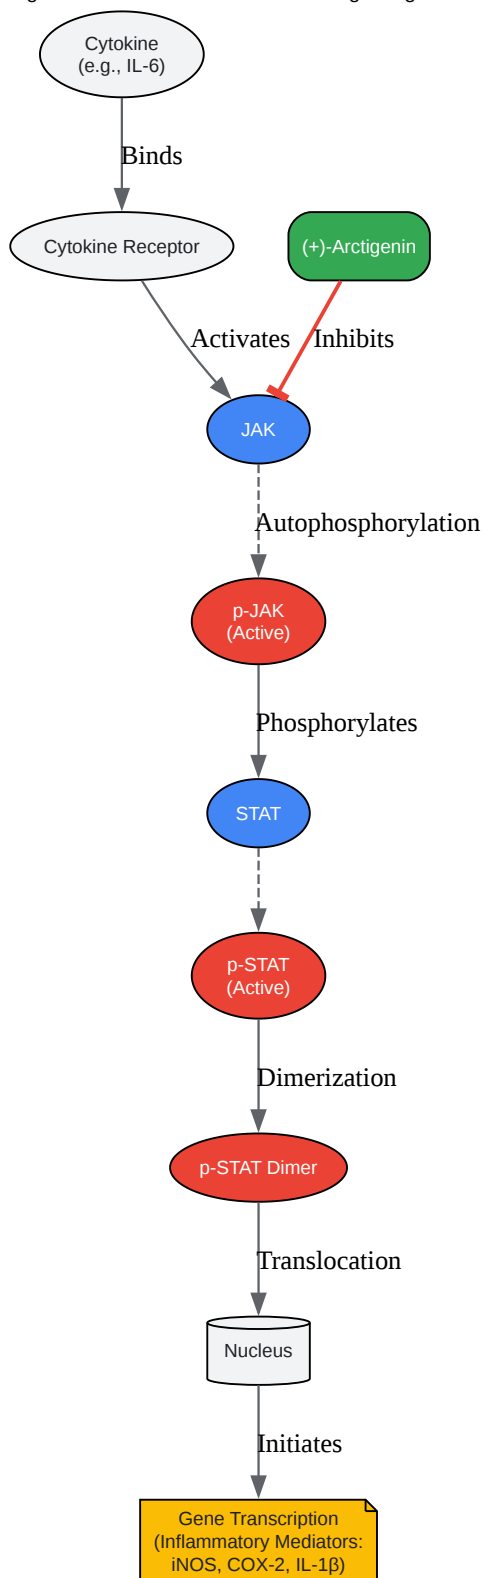 Cytokine
(e.g., IL-6)
Binds
Cytokine Receptor
(+)-Arctigenin
Activates
Inhibits
JAK
Autophosphorylation
p-JAK
(Active)
Phosphorylates
STAT
p-STAT
(Active)
Dimerization
p-STAT Dimer
Translocation
Nucleus
Initiates
Gene Transcription
(Inflammatory Mediators:
iNOS, COX-2, IL-1β)